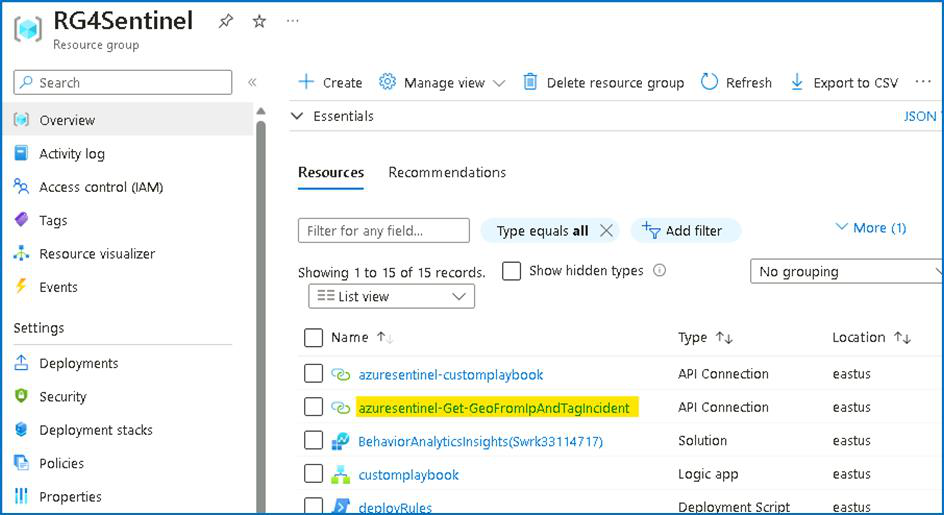 RG4Sentinel
Resource group
Search
Overview
Activity log
Access control (IAM)
Tags
Resource visualizer
Events
Settings
Deployments
Security
Deployment stacks
Policies
Properties
Create Manage view Delete resource group Refresh Export to CSV
Essentials JSON
Resources Recommendations
Filter for any field... Type equals all Add filter More (1)
Showing 1 to 15 of 15 records. Show hidden types No grouping
List view
Name Type Location
azuresentinel-customplaybook API Connection eastus
azuresentinel-Get-GeoFromIpAndTagIncident API Connection eastus
BehaviorAnalyticsInsights(Swrk33114717) Solution eastus
customplaybook Logic app eastus
deployRules Deployment Script eastus